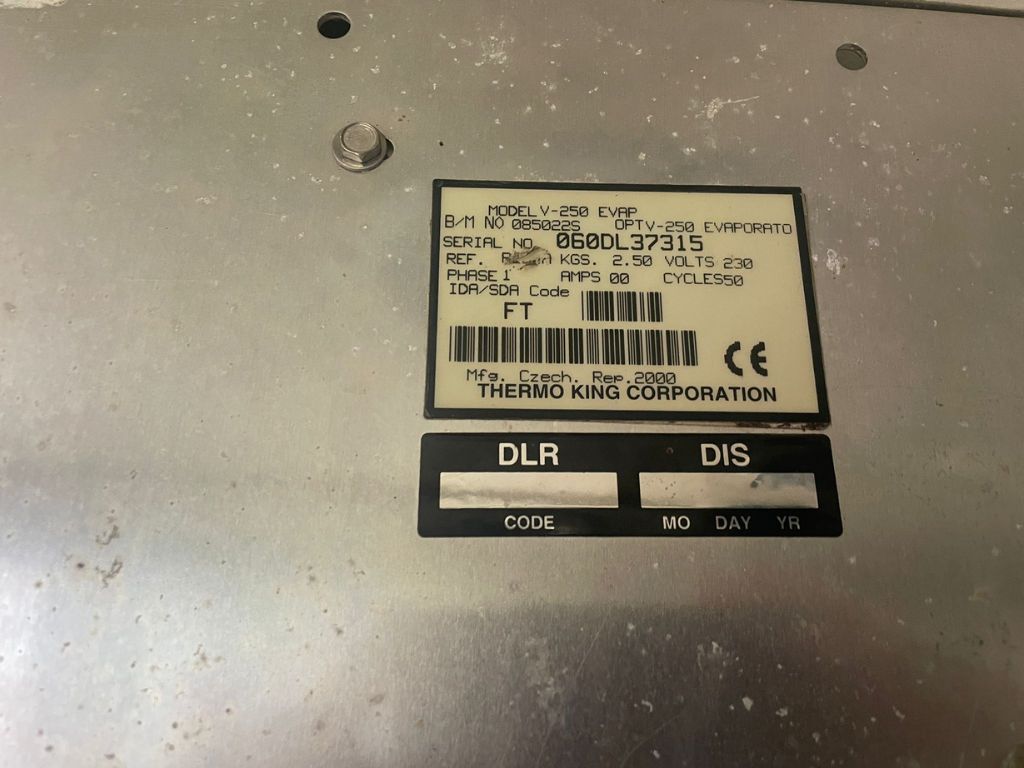 MODEL V-250 EVAP
B/M NO 085022S OPTV-250 EVAPORATO
SERIAL NO 060DL37315
REF. KGS. 2.50 VOLTS 230
PHASE 1 AMPS 00 CYCLES50
IDA/SDA Code
FT
CE
Mfg. Czech. Rep.2000
THERMO KING CORPORATION
DLR DIS
CODE MO DAY YR